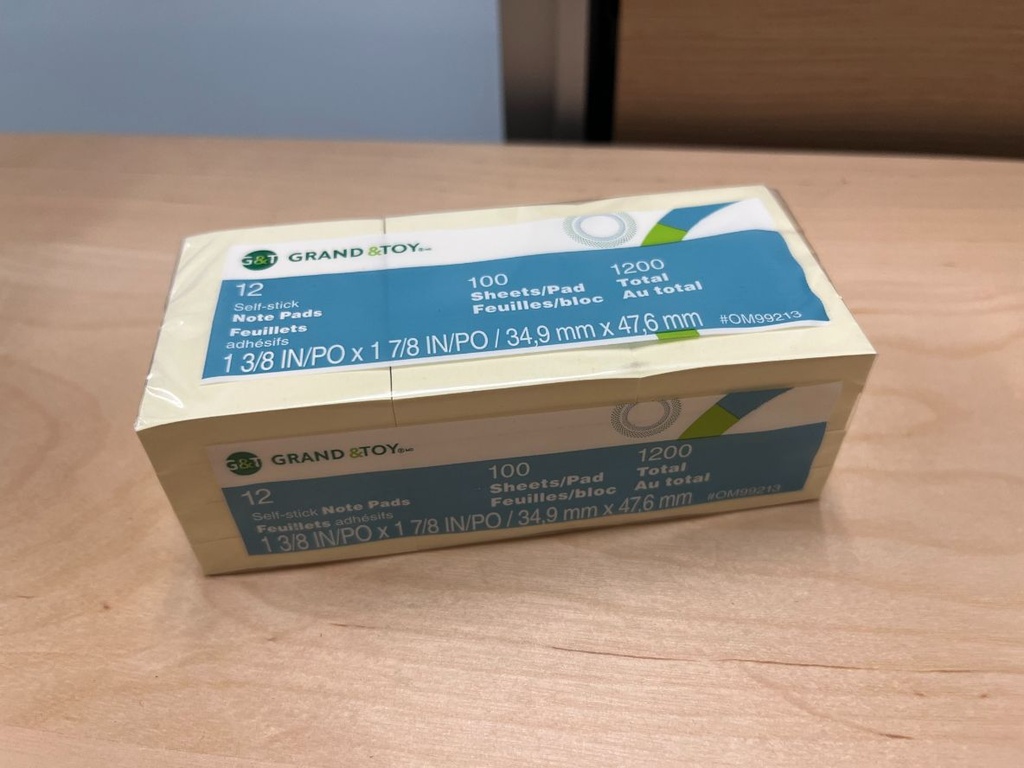 G&T GRAND &TOY®MD
12
Self-stick
Note Pads
Feuillets
adhésifs
100
Sheets/Pad
Feuilles/bloc
1200
Total
Au total
1 3/8 IN/PO x 1 7/8 IN/PO / 34,9 mm x 47,6 mm
#OM99213
G&T GRAND &TOY®MD
12
Self-stick Note Pads
Feuillets adhésifs
100
Sheets/Pad
Feuilles/bloc
1200
Total
Au total
1 3/8 IN/PO x 1 7/8 IN/PO / 34,9 mm x 47,6 mm
#OM99213